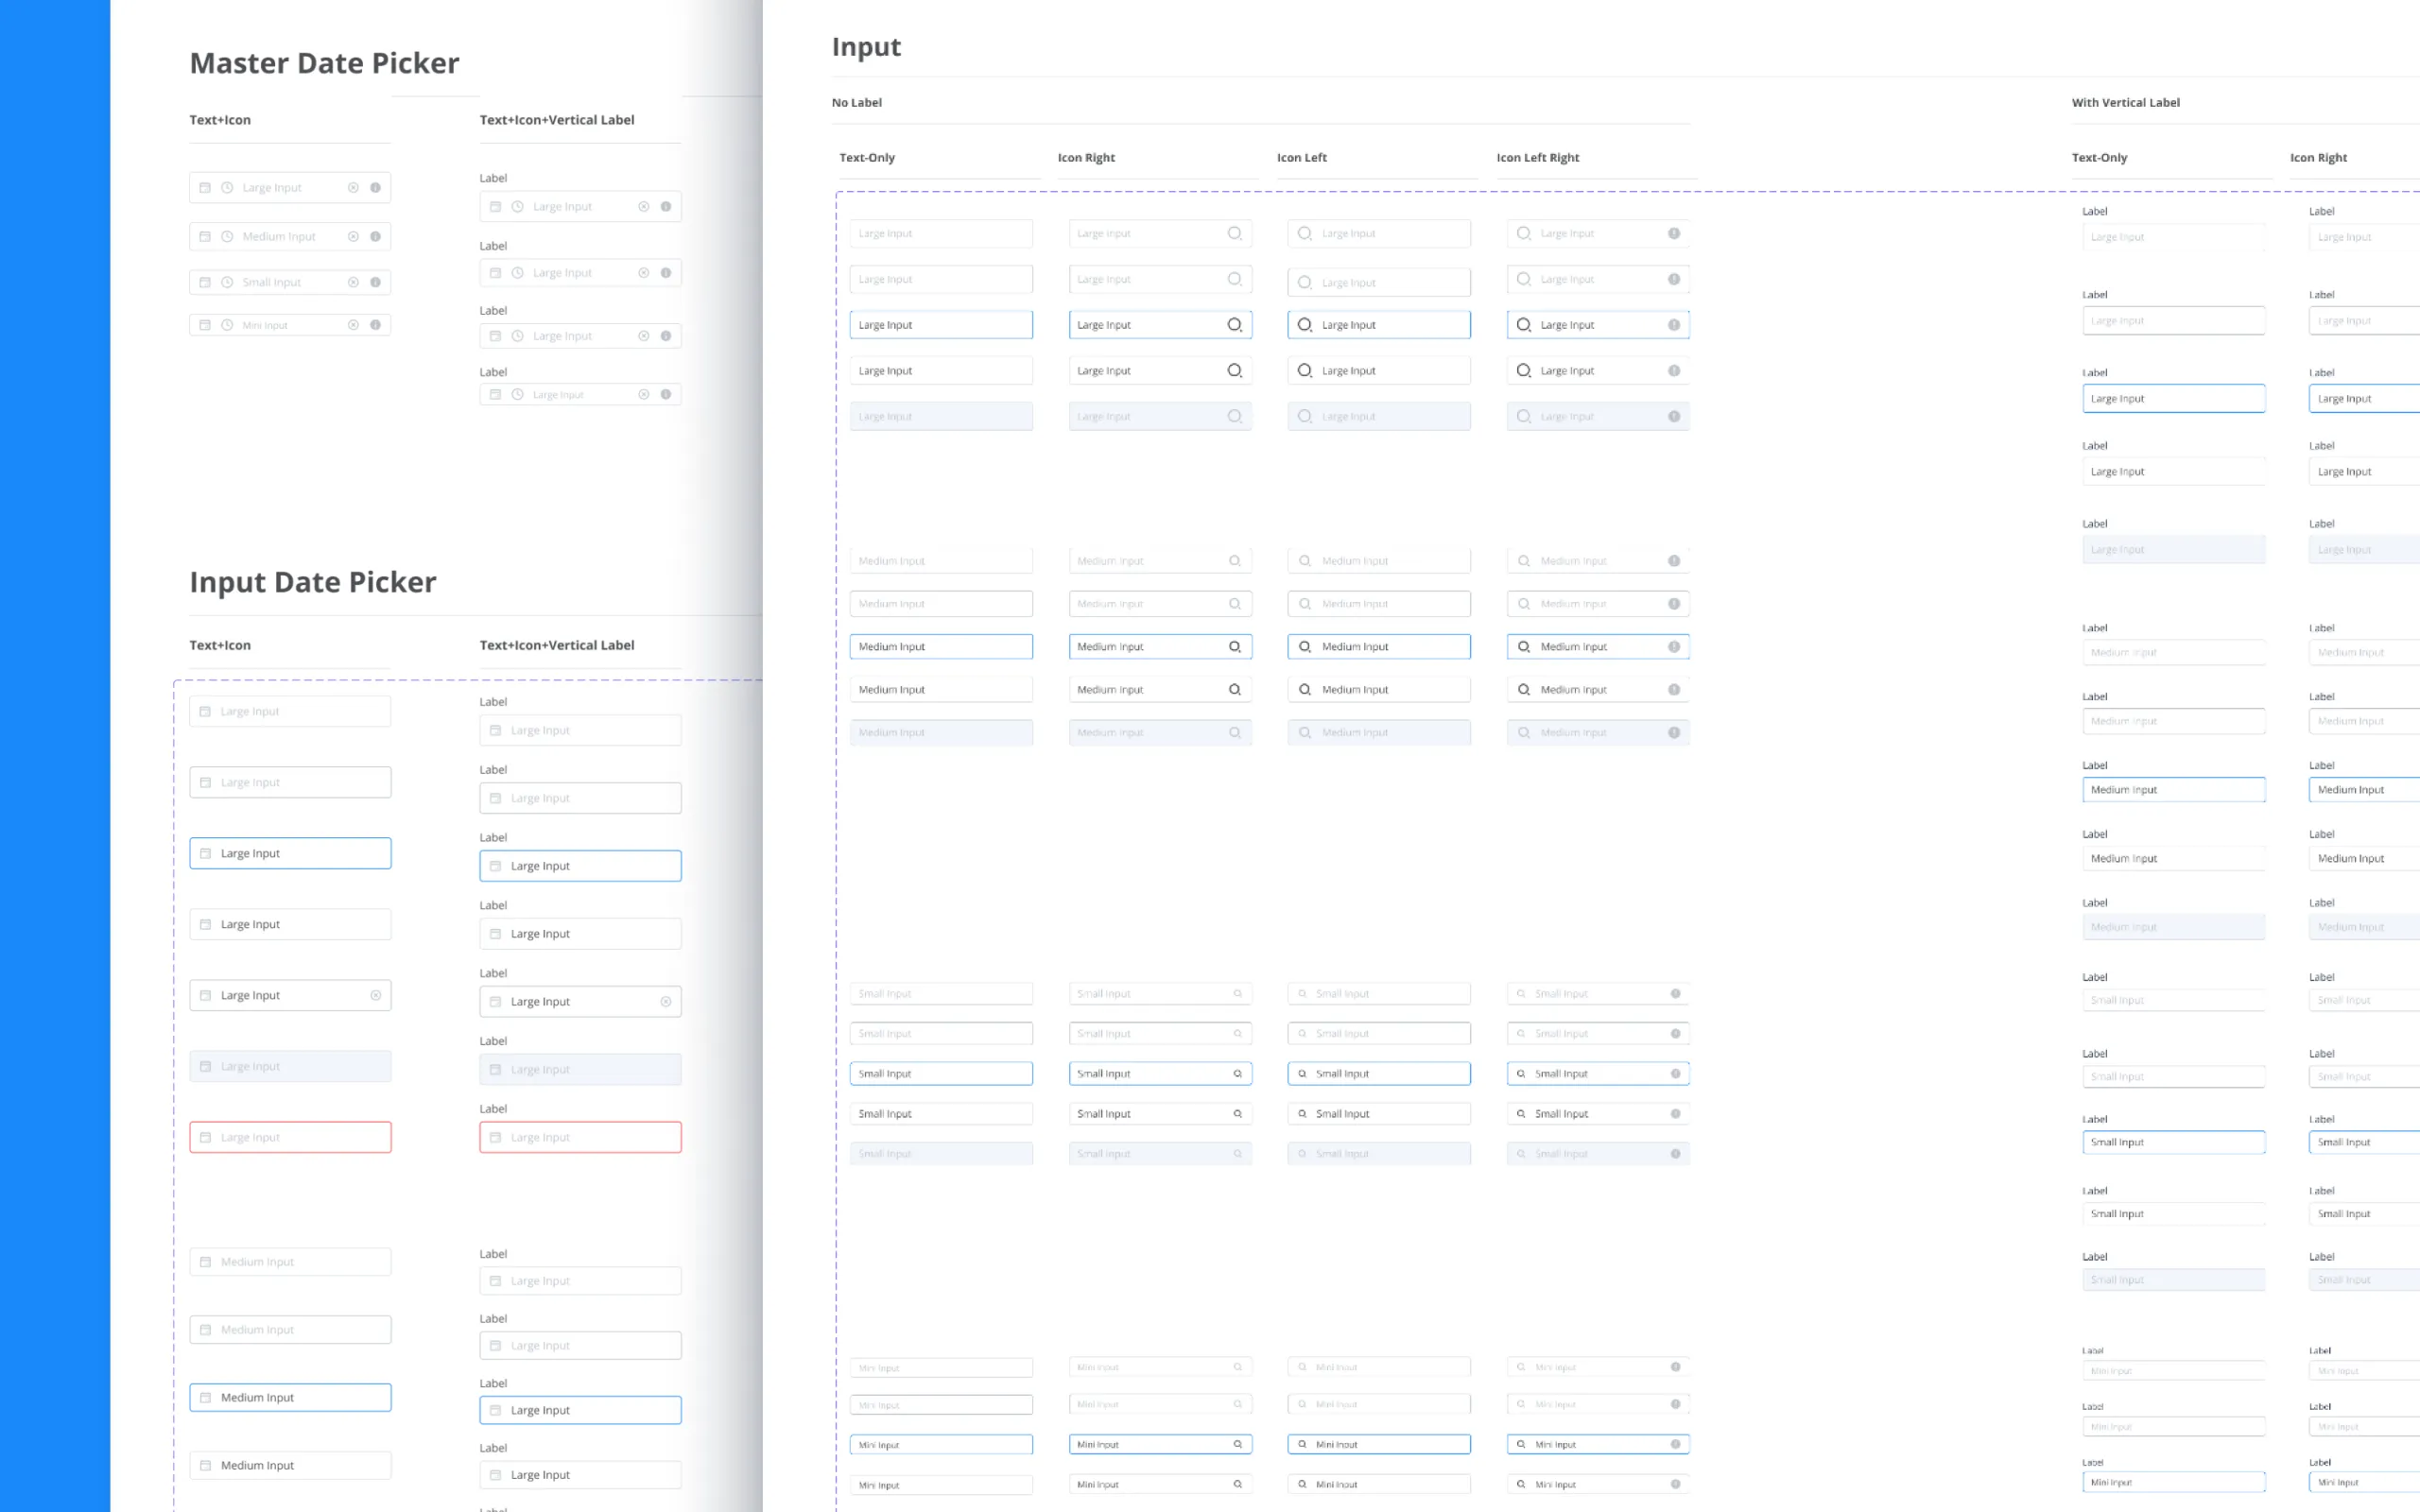 Master Date Picker
Text+Icon
Large Input
Medium Input
Small Input
Mini Input
Text+Icon+Vertical Label
Label
Large Input
Label
Large Input
Label
Large Input
Label
Large Input
Input Date Picker
Text+Icon
Large Input
Large Input
Large Input
Large Input
Large Input
Large Input
Large Input
Medium Input
Medium Input
Medium Input
Medium Input
Text+Icon+Vertical Label
Label
Large Input
Label
Large Input
Label
Large Input
Label
Large Input
Label
Large Input
Label
Large Input
Label
Large Input
Label
Large Input
Label
Large Input
Label
Large Input
Label
Large Input
Input
No Label
Text-Only Icon Right Icon Left Icon Left Right
Large Input Large Input Large Input Large Input
Large Input Large Input Large Input Large Input
Large Input Large Input Large Input Large Input
Large Input Large Input Large Input Large Input
Large Input Large Input Large Input Large Input
Medium Input Medium Input Medium Input Medium Input
Medium Input Medium Input Medium Input Medium Input
Medium Input Medium Input Medium Input Medium Input
Medium Input Medium Input Medium Input Medium Input
Medium Input Medium Input Medium Input Medium Input
Small Input Small Input Small Input Small Input
Small Input Small Input Small Input Small Input
Small Input Small Input Small Input Small Input
Small Input Small Input Small Input Small Input
Small Input Small Input Small Input Small Input
Mini Input Mini Input Mini Input Mini Input
Mini Input Mini Input Mini Input Mini Input
Mini Input Mini Input Mini Input Mini Input
Mini Input Mini Input Mini Input Mini Input
With Vertical Label
Text-Only Icon Right
Label Label
Large Input Large Input
Label Label
Large Input Large Input
Label Label
Large Input Large Input
Label Label
Large Input Large Input
Label Label
Large Input Large Input
Label Label
Medium Input Medium Input
Label Label
Medium Input Medium Input
Label Label
Medium Input Medium Input
Label Label
Medium Input Medium Input
Label Label
Medium Input Medium Input
Label Label
Small Input Small Input
Label Label
Small Input Small Input
Label Label
Small Input Small Input
Label Label
Small Input Small Input
Label Label
Small Input Small Input
Label Label
Mini Input Mini Input
Label Label
Mini Input Mini Input
Label Label
Mini Input Mini Input